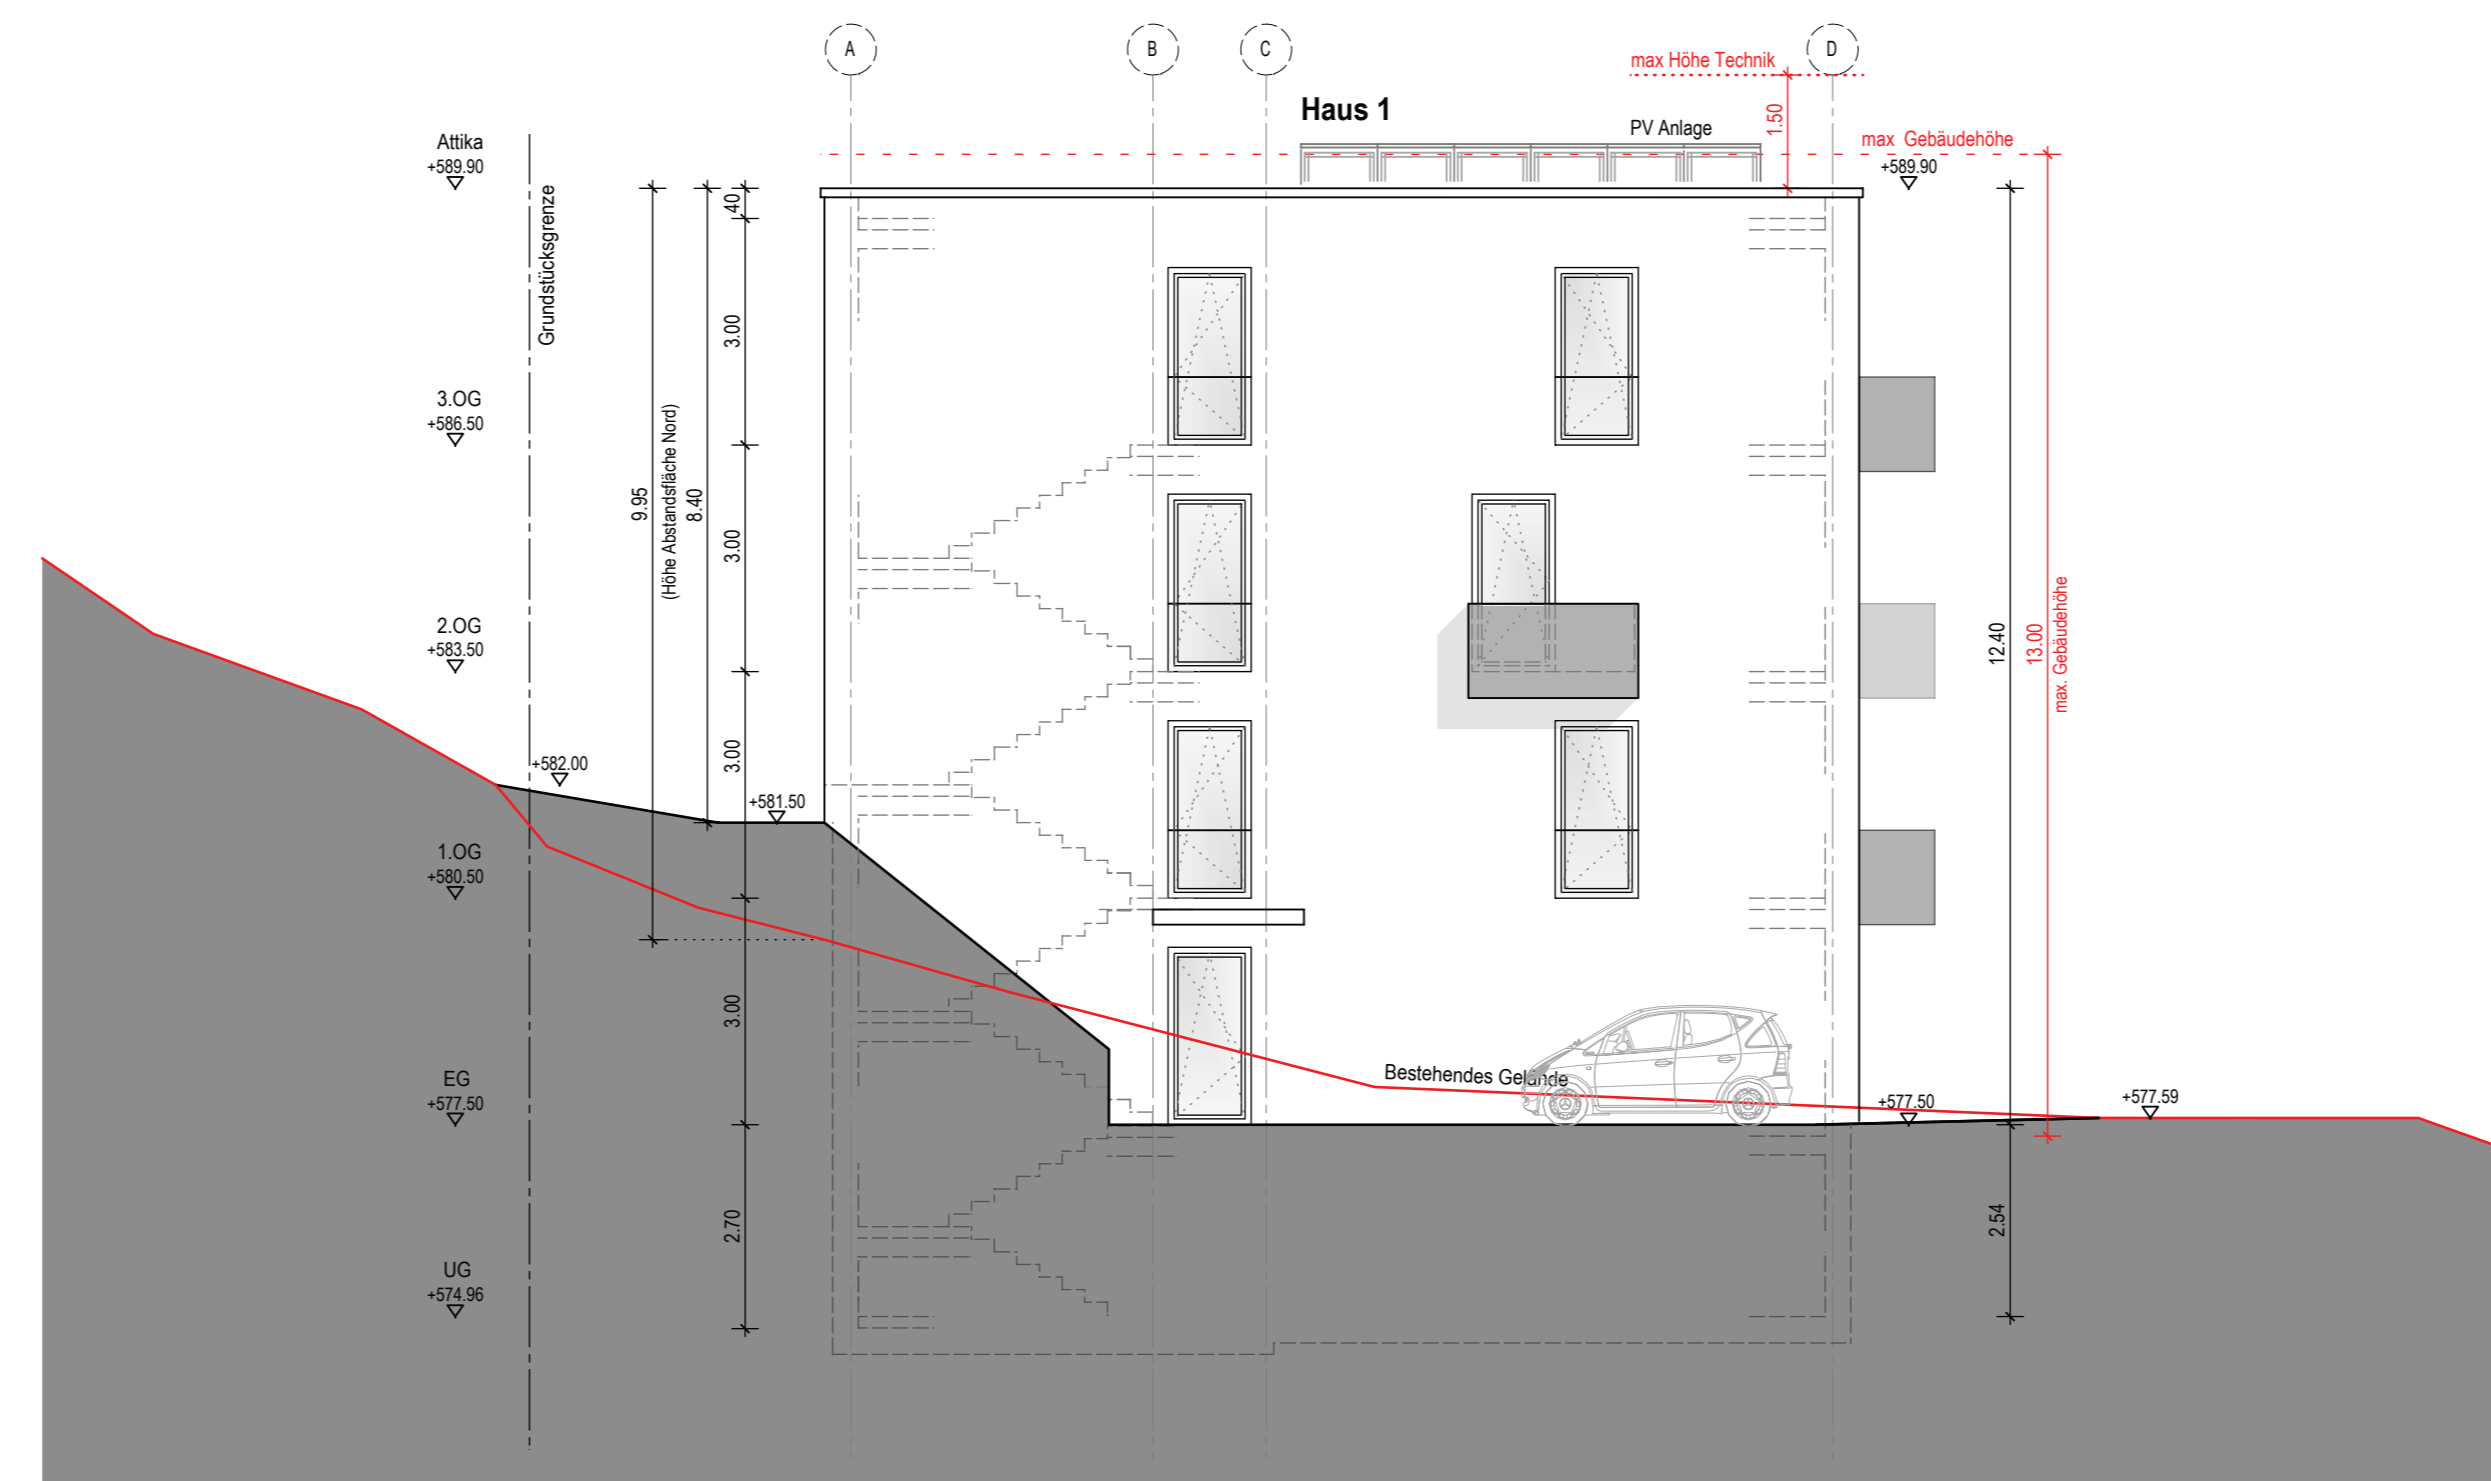 A
B
C
D
max Höhe Technik
Haus 1
1.50
PV Anlage
max Gebäudehöhe
+589.90
Attika
+589.90
Grundstücksgrenze
40
3.00
3.OG
+586.50
9.95
(Höhe Abstandsfläche Nord)
8.40
3.00
2.OG
+583.50
12.40
13.00
max. Gebäudehöhe
3.00
+582.00
+581.50
1.OG
+580.50
3.00
EG
+577.50
Bestehendes Gelände
+577.50
+577.59
2.70
2.54
UG
+574.96